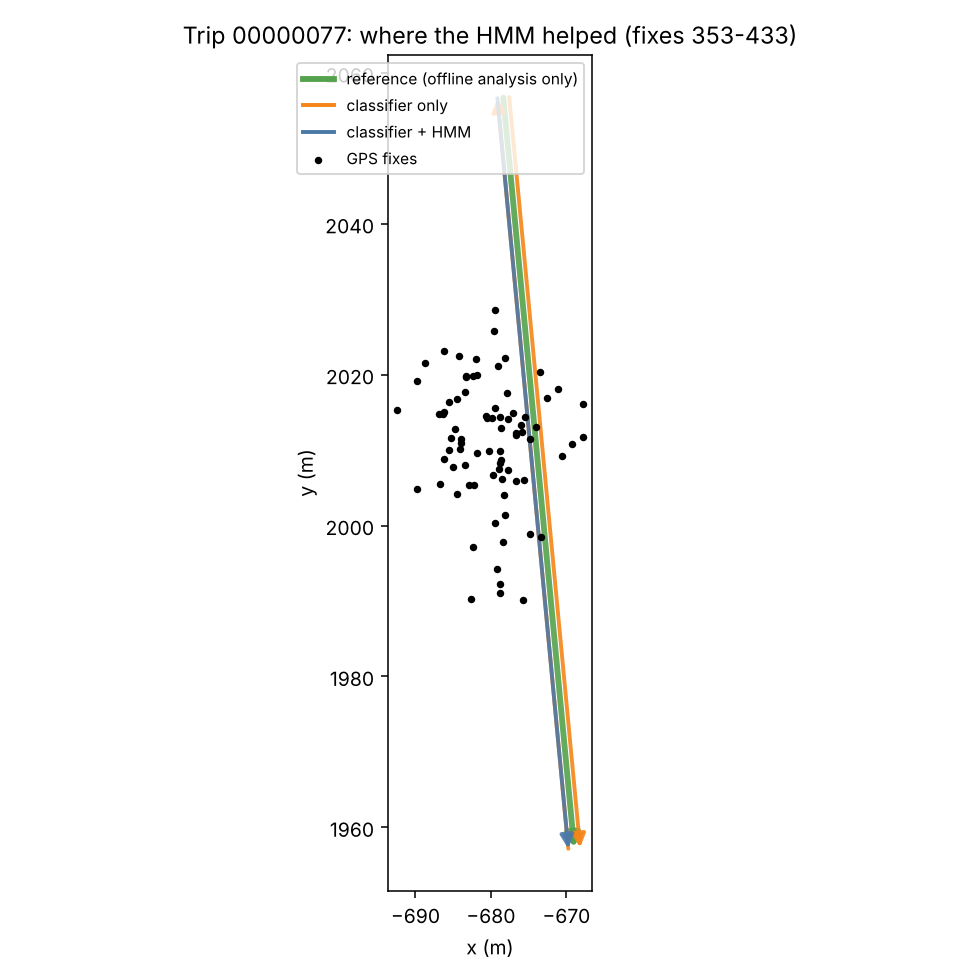 Trip 00000077: where the HMM helped (fixes 353-433)
2060
reference (offline analysis only)
classifier only
classifier + HMM
GPS fixes
2040
2020
2000
1980
1960
y (m)
−690 −680 −670
x (m)